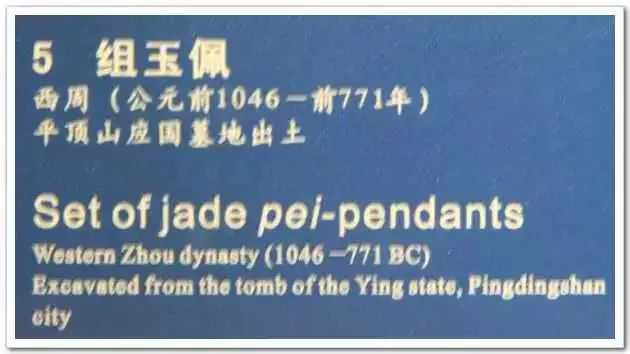 5 组玉佩
西周（公元前1046－前771年）
平顶山应国墓地出土
Set of jade pei-pendants
Western Zhou dynasty (1046－771 BC)
Excavated from the tomb of the Ying state, Pingdingshan
city